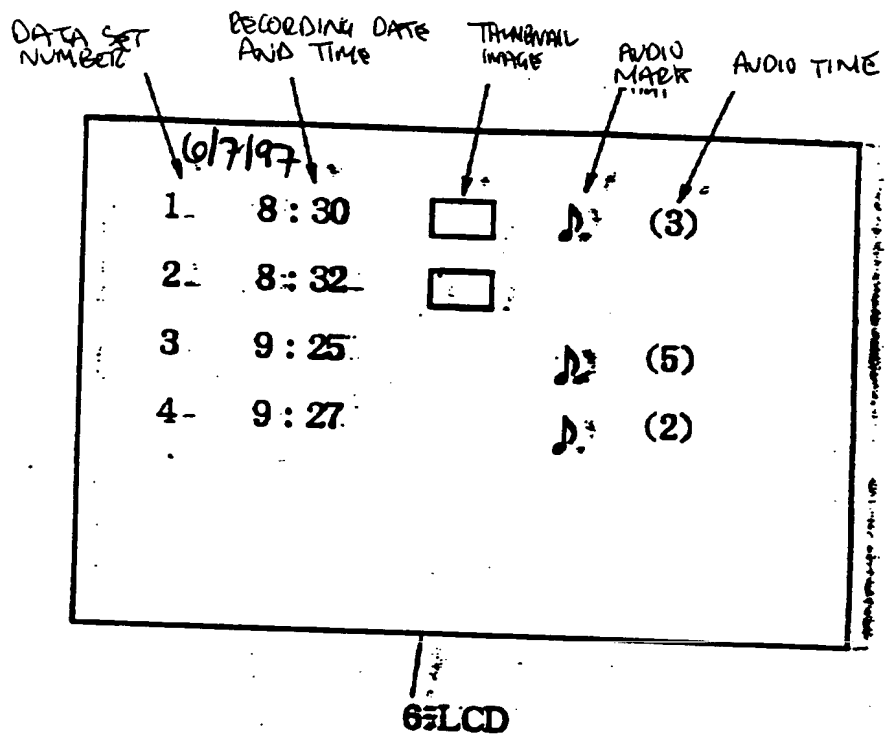 DATA SET
NUMBER
RECORDING DATE
AND TIME
THUMBNAIL
IMAGE
AUDIO
MARK
AUDIO TIME
6/7/97
1 8:30 ♪ (3)
2 8:32
3 9:25 ♪ (5)
4 9:27 ♪ (2)
6 LCD